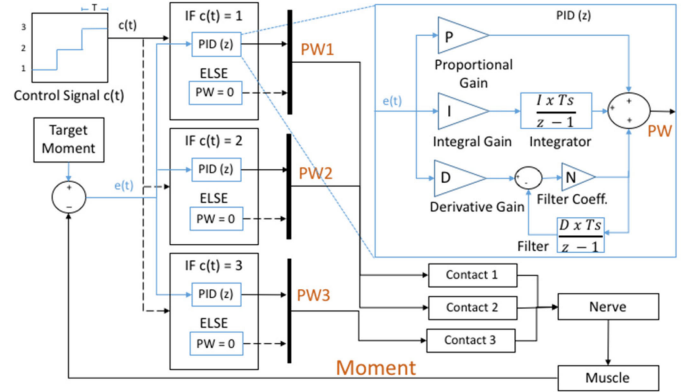 T
c(t)
3
2
1
Control Signal c(t)
Target
Moment
+
−
e(t)
IF c(t) = 1
PID (z)
ELSE
PW = 0
PW1
IF c(t) = 2
PID (z)
ELSE
PW = 0
PW2
IF c(t) = 3
PID (z)
ELSE
PW = 0
PW3
PID (z)
e(t)
P
Proportional
Gain
I
Integral Gain
I x Ts
z − 1
Integrator
D
Derivative Gain
+
-
N
Filter Coeff.
Filter
D x Ts
z − 1
+
+
+
+
PW
Contact 1
Contact 2
Contact 3
Nerve
Muscle
Moment